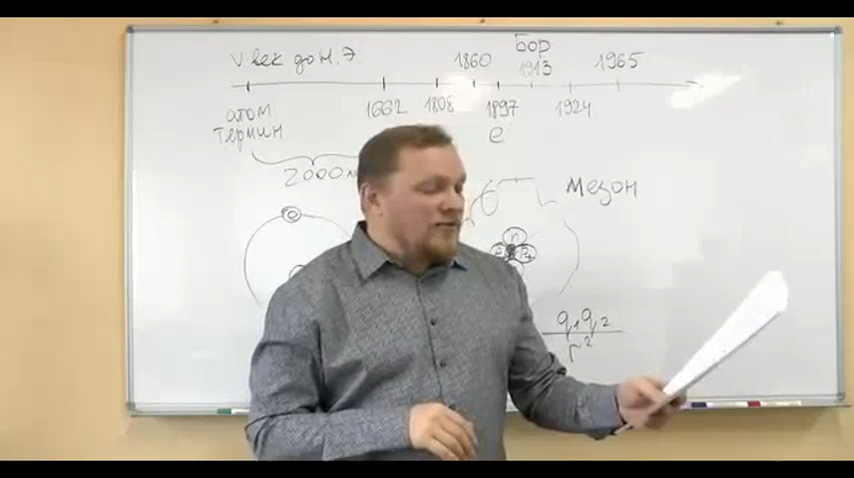 V век до н. э
1860
Бор
1913
1965
1662
1808
1897
1924
атом
термин
e
2000
мезон
e
n
q₁q₂
r²